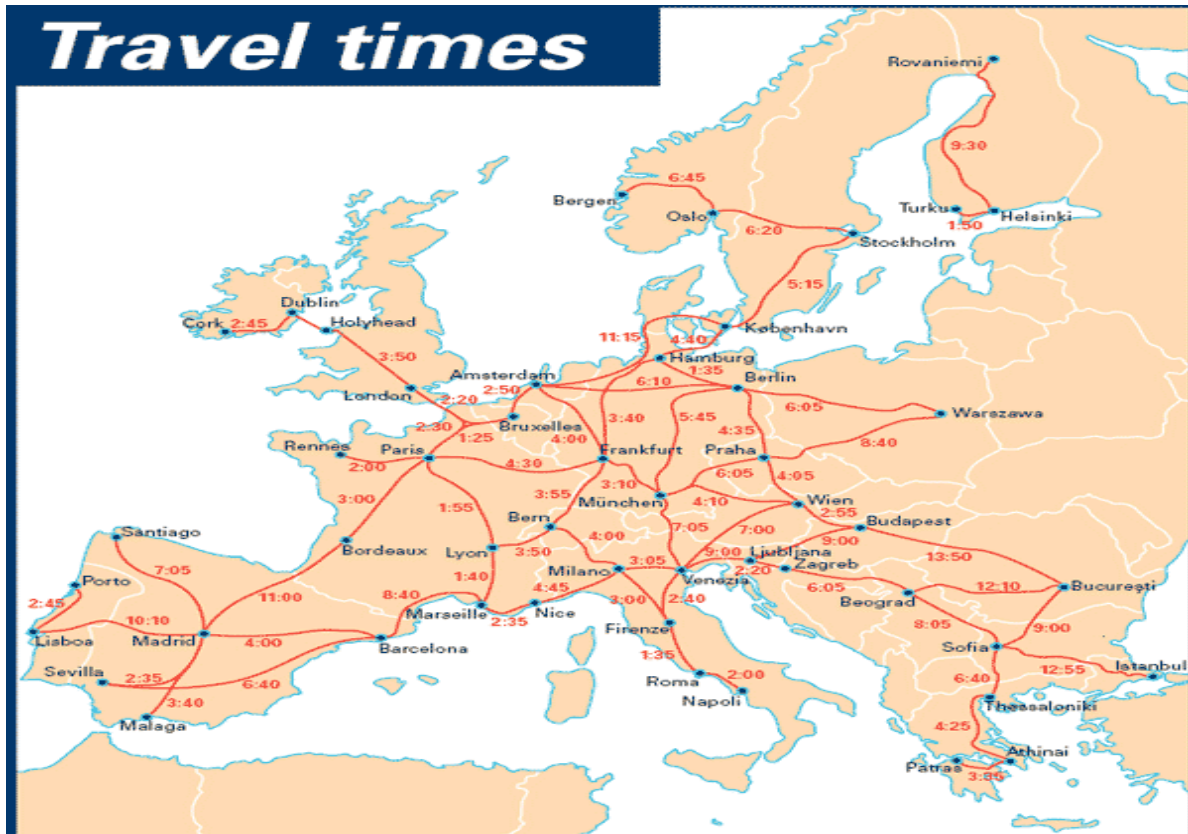 Travel times
Rovaniemi
9:30
6:45
Bergen
Oslo
Turku
Helsinki
1:50
6:20
Stockholm
5:15
Dublin
Cork
2:45
Holyhead
København
11:15
4:40
3:50
Hamburg
Amsterdam
1:35
Berlin
2:50
6:10
London
2:20
6:05
Warszawa
2:30
Bruxelles
3:40
5:45
1:25
4:00
4:35
8:40
Rennes
Paris
Frankfurt
Praha
2:00
4:30
6:05
3:10
4:05
3:00
3:55
München
4:10
Wien
1:55
Bern
2:55
Budapest
7:05
7:00
Santiago
4:00
9:00
Bordeaux
Lyon
3:50
9:00
Ljubljana
13:50
3:05
Zagreb
7:05
Milano
Venezia
2:20
Porto
1:40
4:45
6:05
12:10
Bucureşti
2:45
11:00
8:40
Marseille
Nice
3:00
2:40
Beograd
2:35
10:10
8:05
9:00
Lisboa
Madrid
4:00
Barcelona
Firenze
Sofia
1:35
12:55
Istanbul
Sevilla
2:35
6:40
Roma
2:00
6:40
3:40
Napoli
Thessaloniki
Malaga
4:25
Athinai
Patras